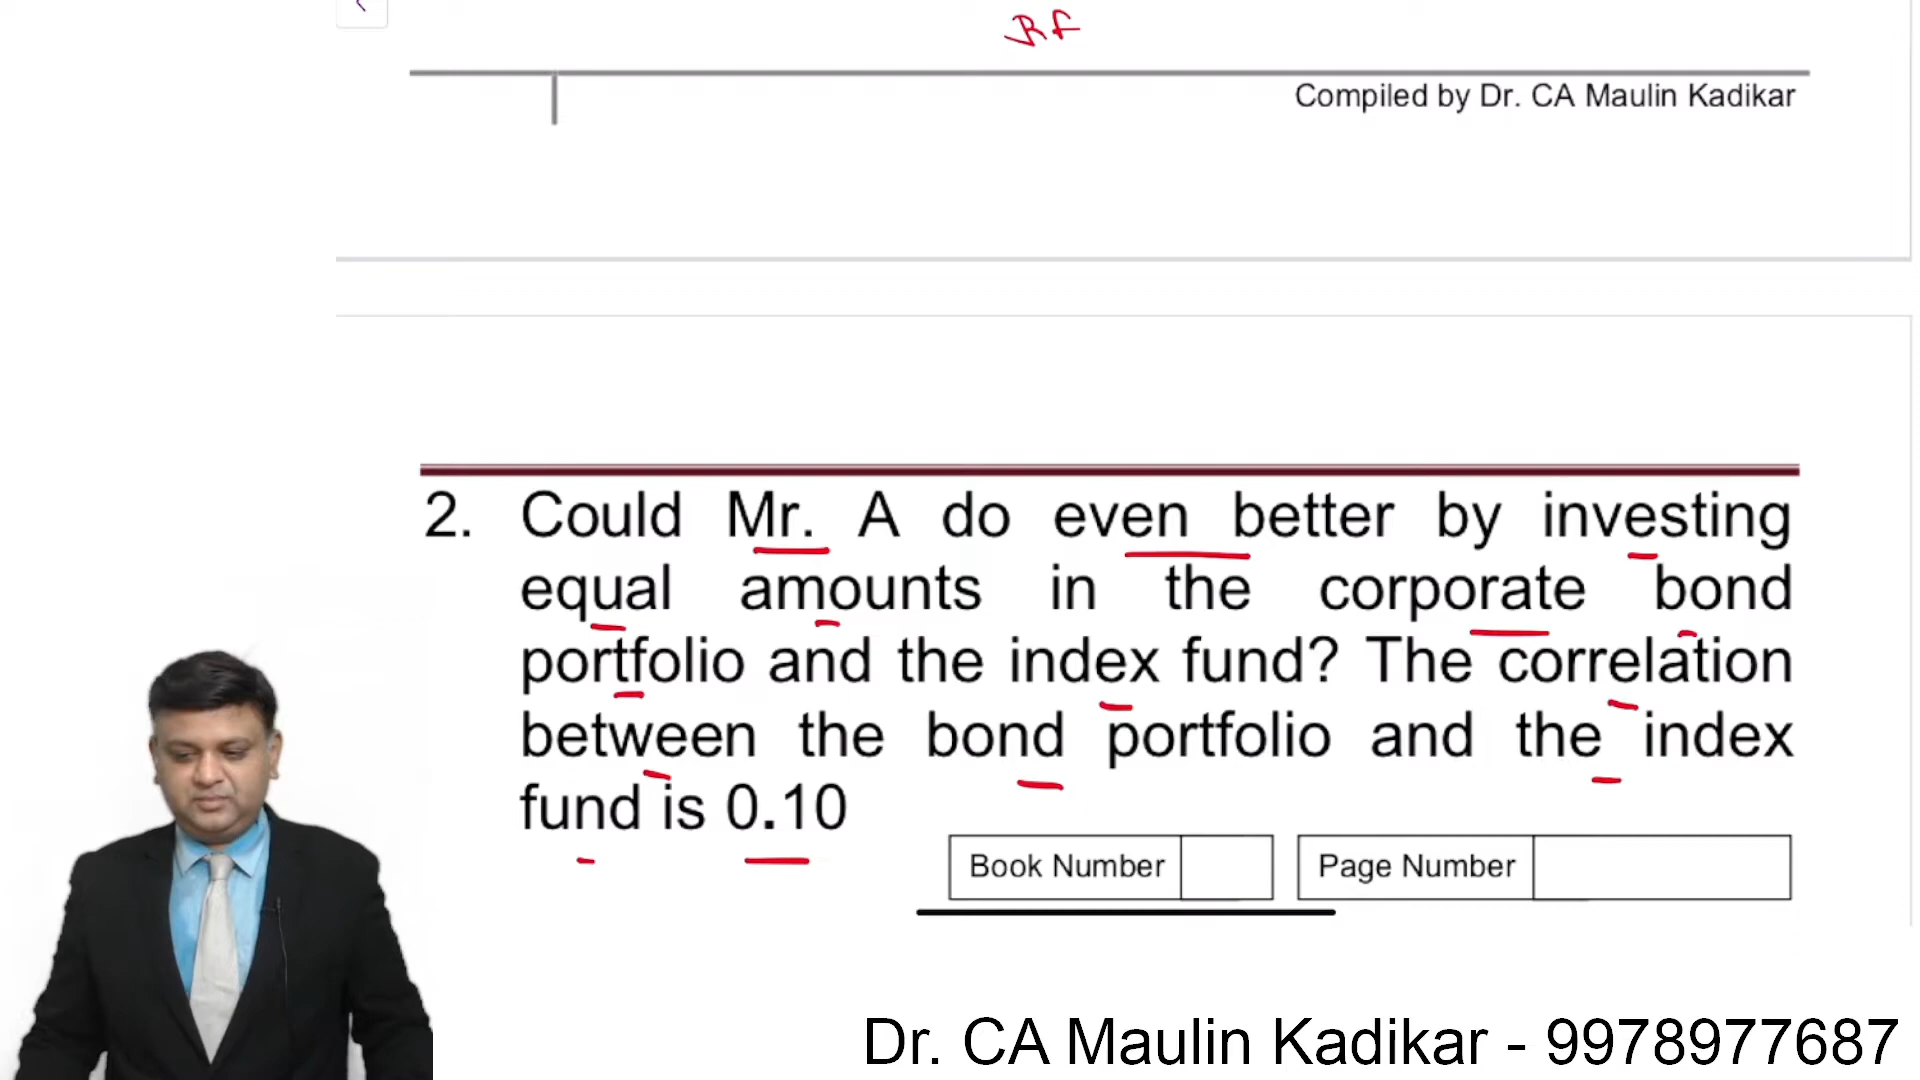 RF
Compiled by Dr. CA Maulin Kadikar
2. Could Mr. A do even better by investing
equal amounts in the corporate bond
portfolio and the index fund? The correlation
between the bond portfolio and the index
fund is 0.10
Book Number
Page Number
Dr. CA Maulin Kadikar - 9978977687